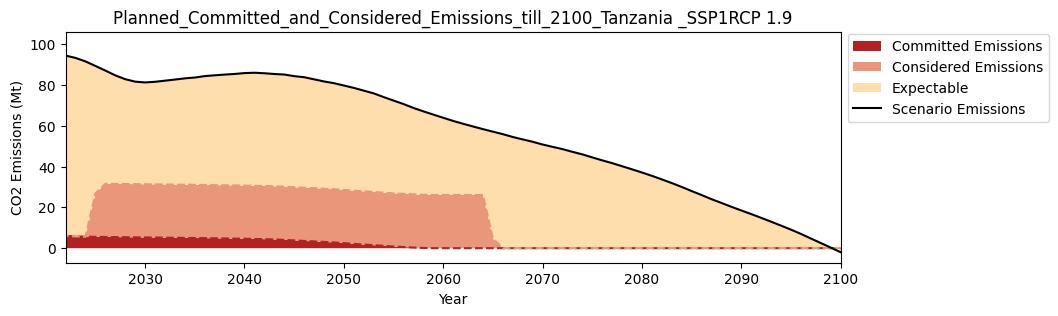 Planned_Committed_and_Considered_Emissions_till_2100_Tanzania _SSP1RCP 1.9
CO2 Emissions (Mt)
100
80
60
40
20
0
2030
2040
2050
2060
2070
2080
2090
2100
Year
Committed Emissions
Considered Emissions
Expectable
Scenario Emissions